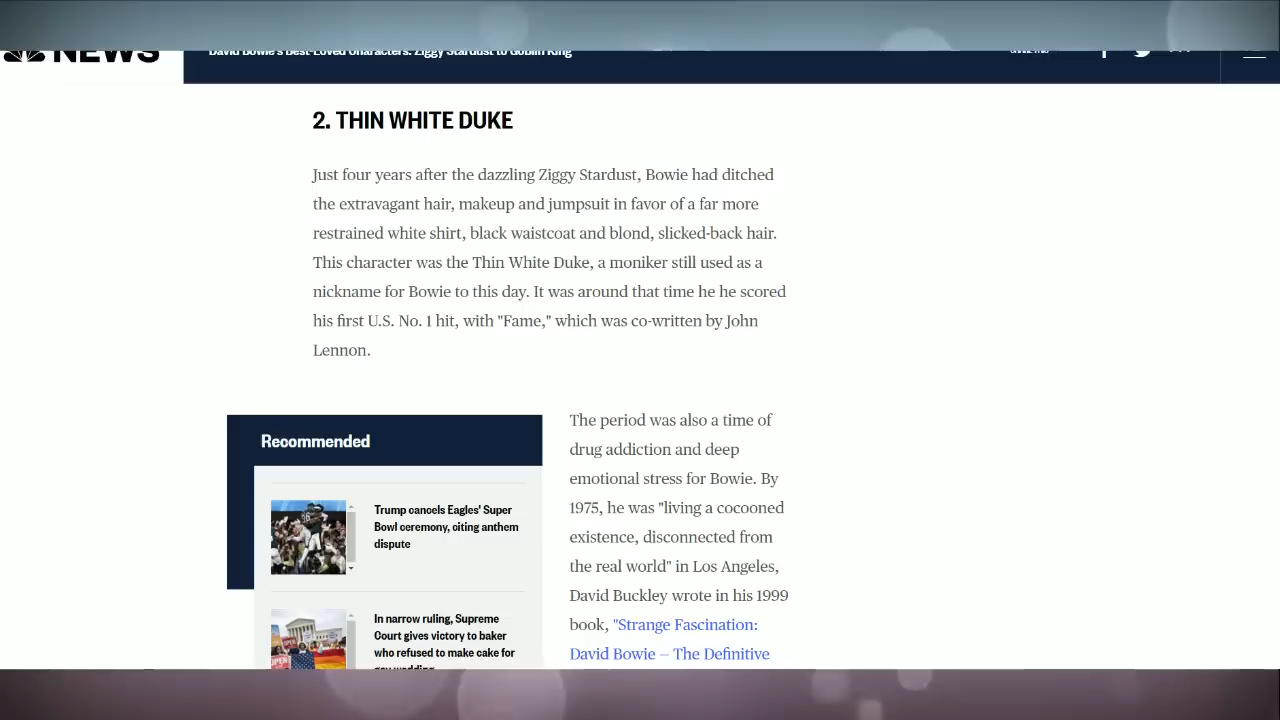 NEWS
David Bowie's Best-Loved Characters: Ziggy Stardust to Goblin King
2. THIN WHITE DUKE
Just four years after the dazzling Ziggy Stardust, Bowie had ditched
the extravagant hair, makeup and jumpsuit in favor of a far more
restrained white shirt, black waistcoat and blond, slicked-back hair.
This character was the Thin White Duke, a moniker still used as a
nickname for Bowie to this day. It was around that time he he scored
his first U.S. No. 1 hit, with "Fame," which was co-written by John
Lennon.
Recommended
Trump cancels Eagles' Super
Bowl ceremony, citing anthem
dispute
In narrow ruling, Supreme
Court gives victory to baker
who refused to make cake for
gay wedding
The period was also a time of
drug addiction and deep
emotional stress for Bowie. By
1975, he was "living a cocooned
existence, disconnected from
the real world" in Los Angeles,
David Buckley wrote in his 1999
book, "Strange Fascination:
David Bowie — The Definitive